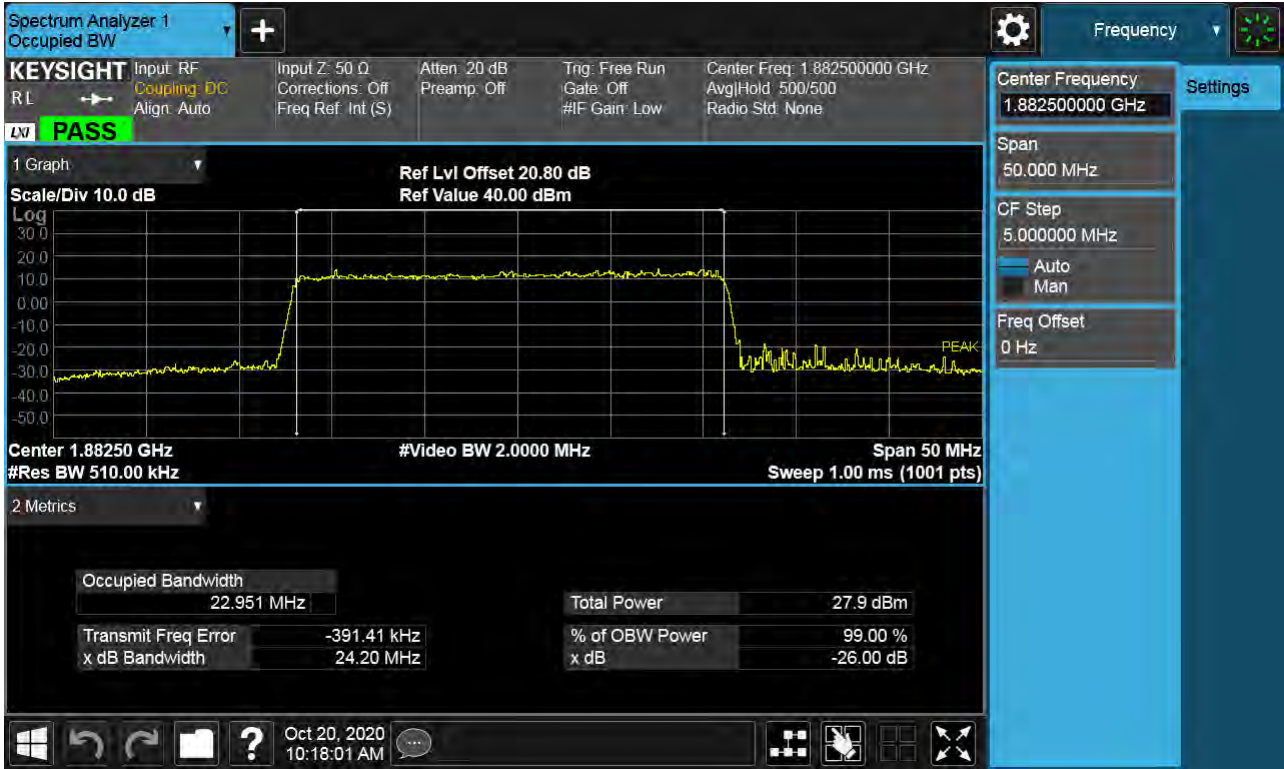 Spectrum Analyzer 1
Occupied BW
+
Frequency
KEYSIGHT
RL
LXI
PASS
Input: RF
Coupling: DC
Align: Auto
Input Z: 50 Ω
Corrections: Off
Freq Ref: Int (S)
Atten: 20 dB
Preamp: Off
Trig: Free Run
Gate: Off
#IF Gain: Low
Center Freq: 1.882500000 GHz
Avg|Hold: 500/500
Radio Std: None
Center Frequency
1.882500000 GHz
Settings
Span
50.000 MHz
CF Step
5.000000 MHz
Auto
Man
Freq Offset
0 Hz
1 Graph
Scale/Div 10.0 dB
Ref Lvl Offset 20.80 dB
Ref Value 40.00 dBm
Log
30.0
20.0
10.0
0.00
-10.0
-20.0
-30.0
-40.0
-50.0
PEAK
Center 1.88250 GHz
#Res BW 510.00 kHz
#Video BW 2.0000 MHz
Span 50 MHz
Sweep 1.00 ms (1001 pts)
2 Metrics
Occupied Bandwidth
22.951 MHz
Transmit Freq Error -391.41 kHz
x dB Bandwidth 24.20 MHz
Total Power 27.9 dBm
% of OBW Power 99.00 %
x dB -26.00 dB
?
Oct 20, 2020
10:18:01 AM